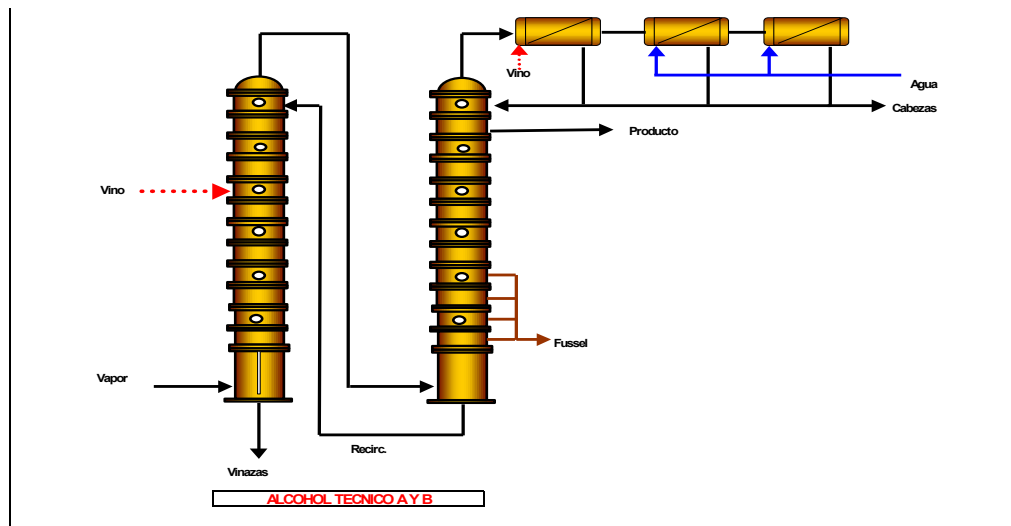 Vino
Agua
Cabezas
Producto
Vino
Fussel
Vapor
Recirc.
Vinazas
ALCOHOL TECNICO A Y B